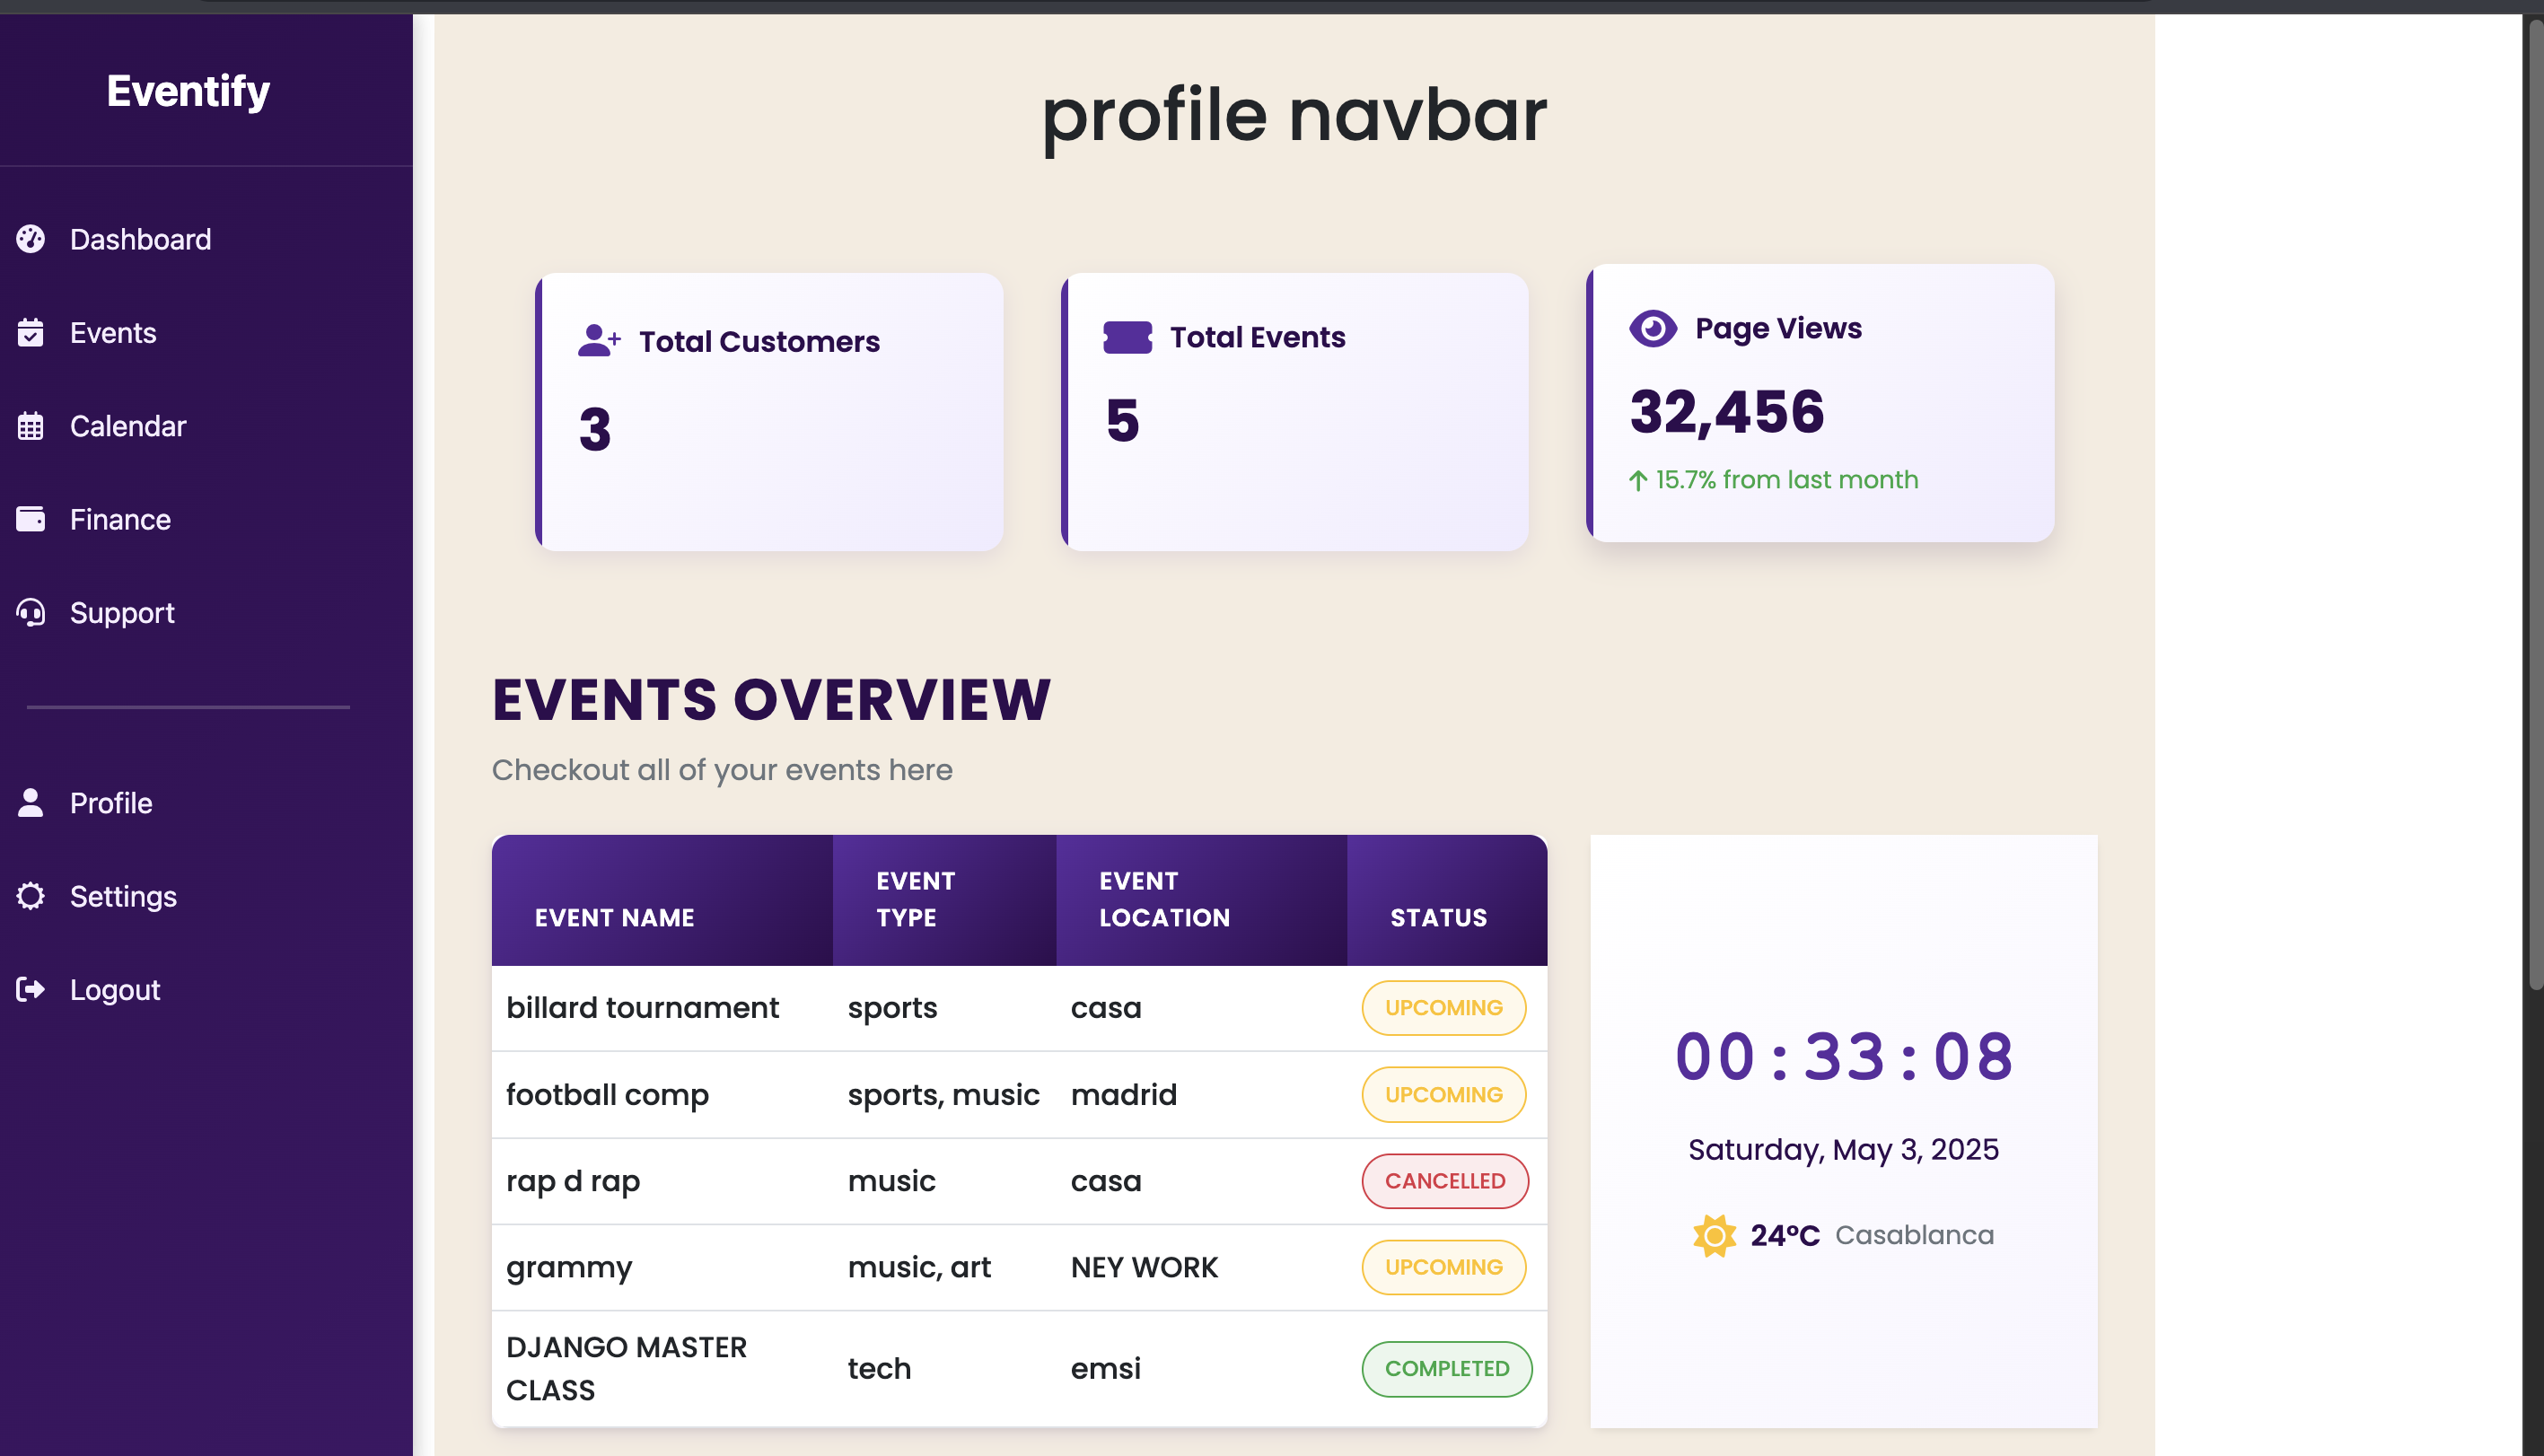 Eventify
Dashboard
Events
Calendar
Finance
Support
Profile
Settings
Logout
profile navbar
Total Customers
3
Total Events
5
Page Views
32,456
15.7% from last month
EVENTS OVERVIEW
Checkout all of your events here
EVENT NAME EVENT TYPE EVENT LOCATION STATUS
billard tournament sports casa UPCOMING
football comp sports, music madrid UPCOMING
rap d rap music casa CANCELLED
grammy music, art NEY WORK UPCOMING
DJANGO MASTER CLASS tech emsi COMPLETED
00:33:08
Saturday, May 3, 2025
24°C Casablanca